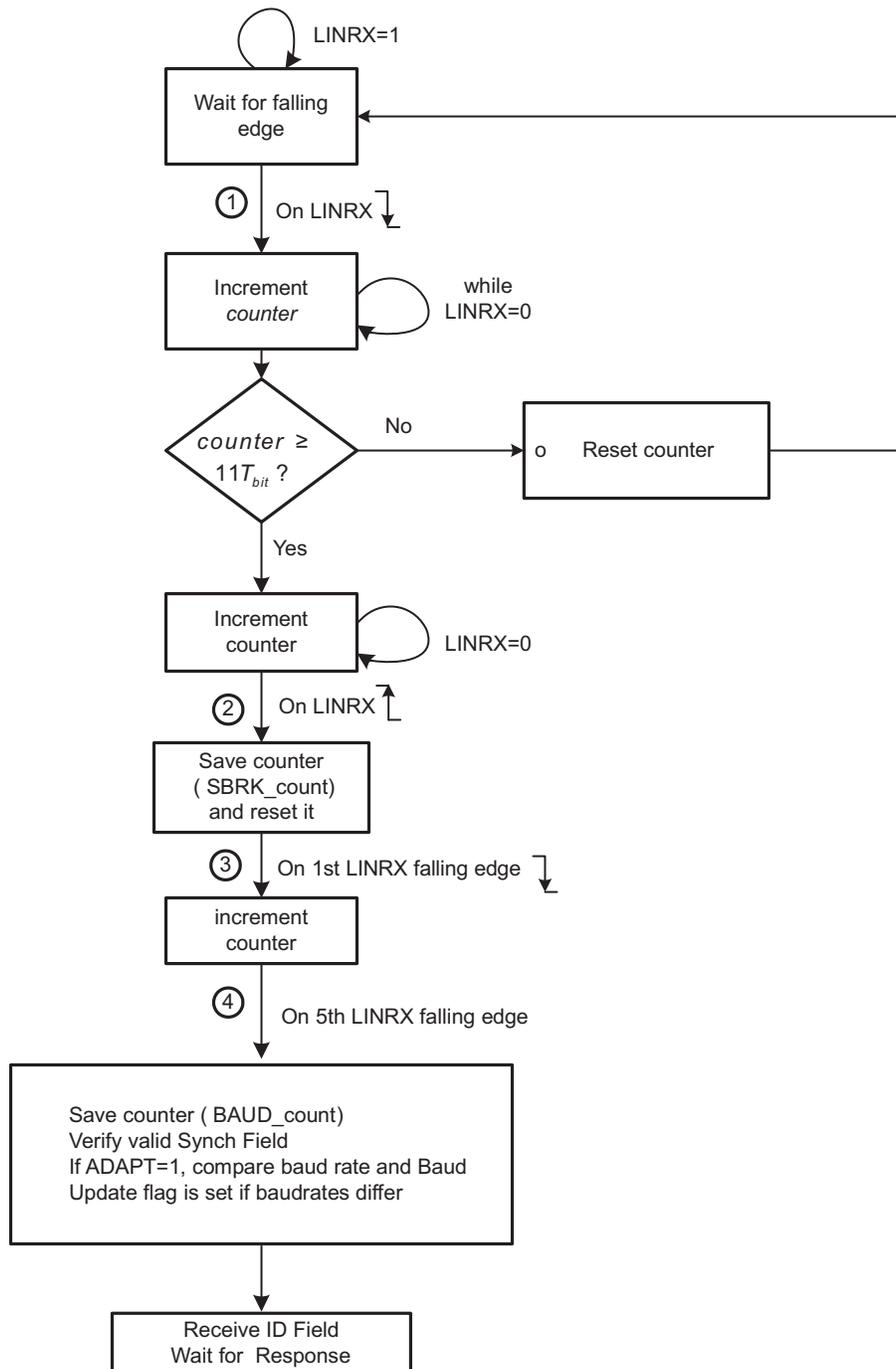 LINRX=1
Wait for falling
edge
1
On LINRX
Increment
counter
while
LINRX=0
counter ≥
11Tbit ?
No
o Reset counter
Yes
Increment
counter
LINRX=0
2
On LINRX
Save counter
( SBRK_count)
and reset it
3
On 1st LINRX falling edge
increment
counter
4
On 5th LINRX falling edge
Save counter ( BAUD_count)
Verify valid Synch Field
If ADAPT=1, compare baud rate and Baud
Update flag is set if baudrates differ
Receive ID Field
Wait for Response